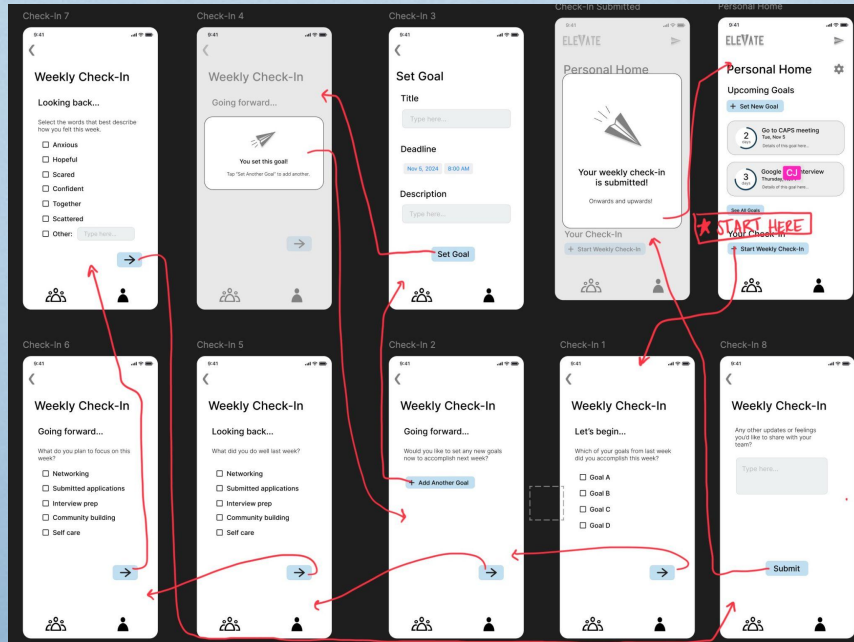 Check-In 7
9:41
Weekly Check-In
Looking back...
Select the words that best describe
how you felt this week.
Anxious
Hopeful
Scared
Confident
Together
Scattered
Other: Type here...
Check-In 4
9:41
Weekly Check-In
Going forward...
You set this goal!
Tap "Set Another Goal" to add another.
Check-In 3
9:41
Set Goal
Title
Type here...
Deadline
Nov 5, 2024 8:00 AM
Description
Type here...
Set Goal
Check-In Submitted
9:41
ELEVATE
Personal Home
Your weekly check-in
is submitted!
Onwards and upwards!
Your Check-In
+ Start Weekly Check-In
Personal Home
9:41
ELEVATE
Personal Home
Upcoming Goals
+ Set New Goal
2
days
Go to CAPS meeting
Tue, Nov 5
Details of this goal here...
3
days
Google
CJ
terview
Thursday,
Details of this goal here...
See All Goals
START HERE
Your Check-In
+ Start Weekly Check-In
Check-In 6
9:41
Weekly Check-In
Going forward...
What do you plan to focus on this
week?
Networking
Submitted applications
Interview prep
Community building
Self care
Check-In 5
9:41
Weekly Check-In
Looking back...
What did you do well last week?
Networking
Submitted applications
Interview prep
Community building
Self care
Check-In 2
9:41
Weekly Check-In
Going forward...
Would you like to set any new goals
now to accomplish next week?
+ Add Another Goal
Check-In 1
9:41
Weekly Check-In
Let's begin...
Which of your goals from last week
did you accomplish this week?
Goal A
Goal B
Goal C
Goal D
Check-In 8
9:41
Weekly Check-In
Any other updates or feelings
you'd like to share with your
team?
Type here...
Submit